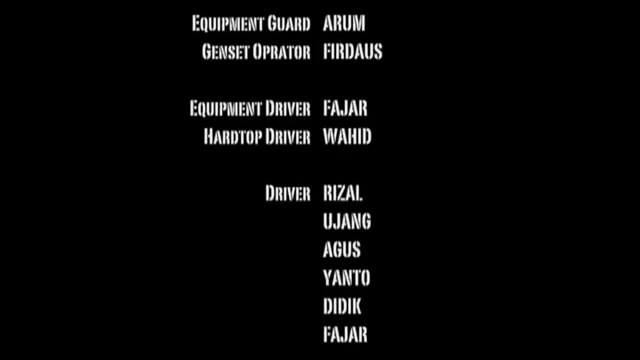 Equipment Guard ARUM
Genset Oprator FIRDAUS
Equipment Driver FAJAR
Hardtop Driver WAHID
Driver RIZAL
UJANG
AGUS
YANTO
DIDIK
FAJAR